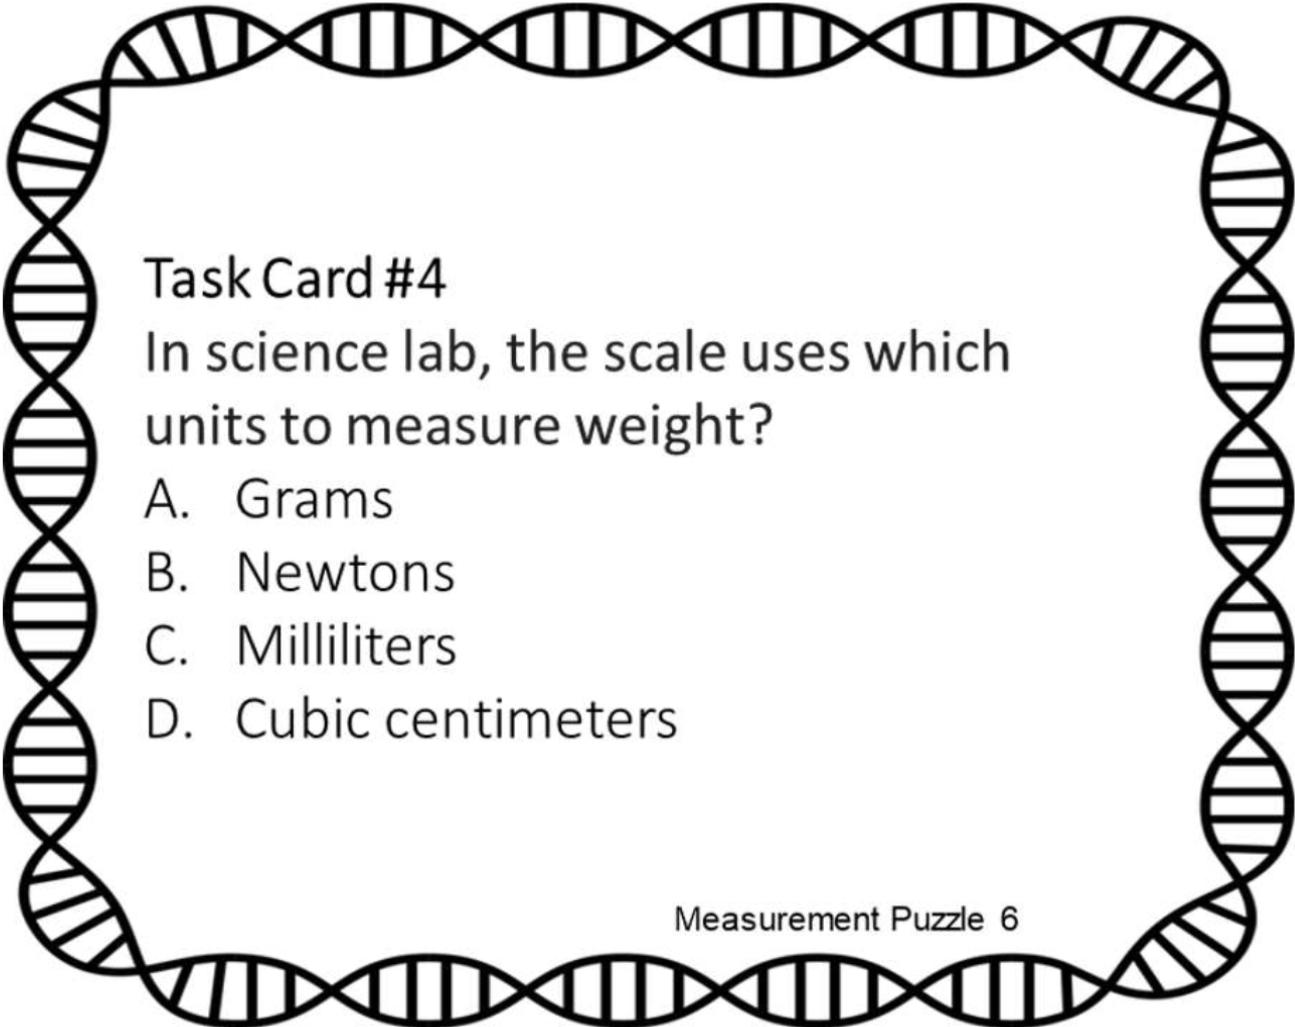 Task Card #4
In science lab, the scale uses which
units to measure weight?
A. Grams
B. Newtons
C. Milliliters
D. Cubic centimeters
Measurement Puzzle 6